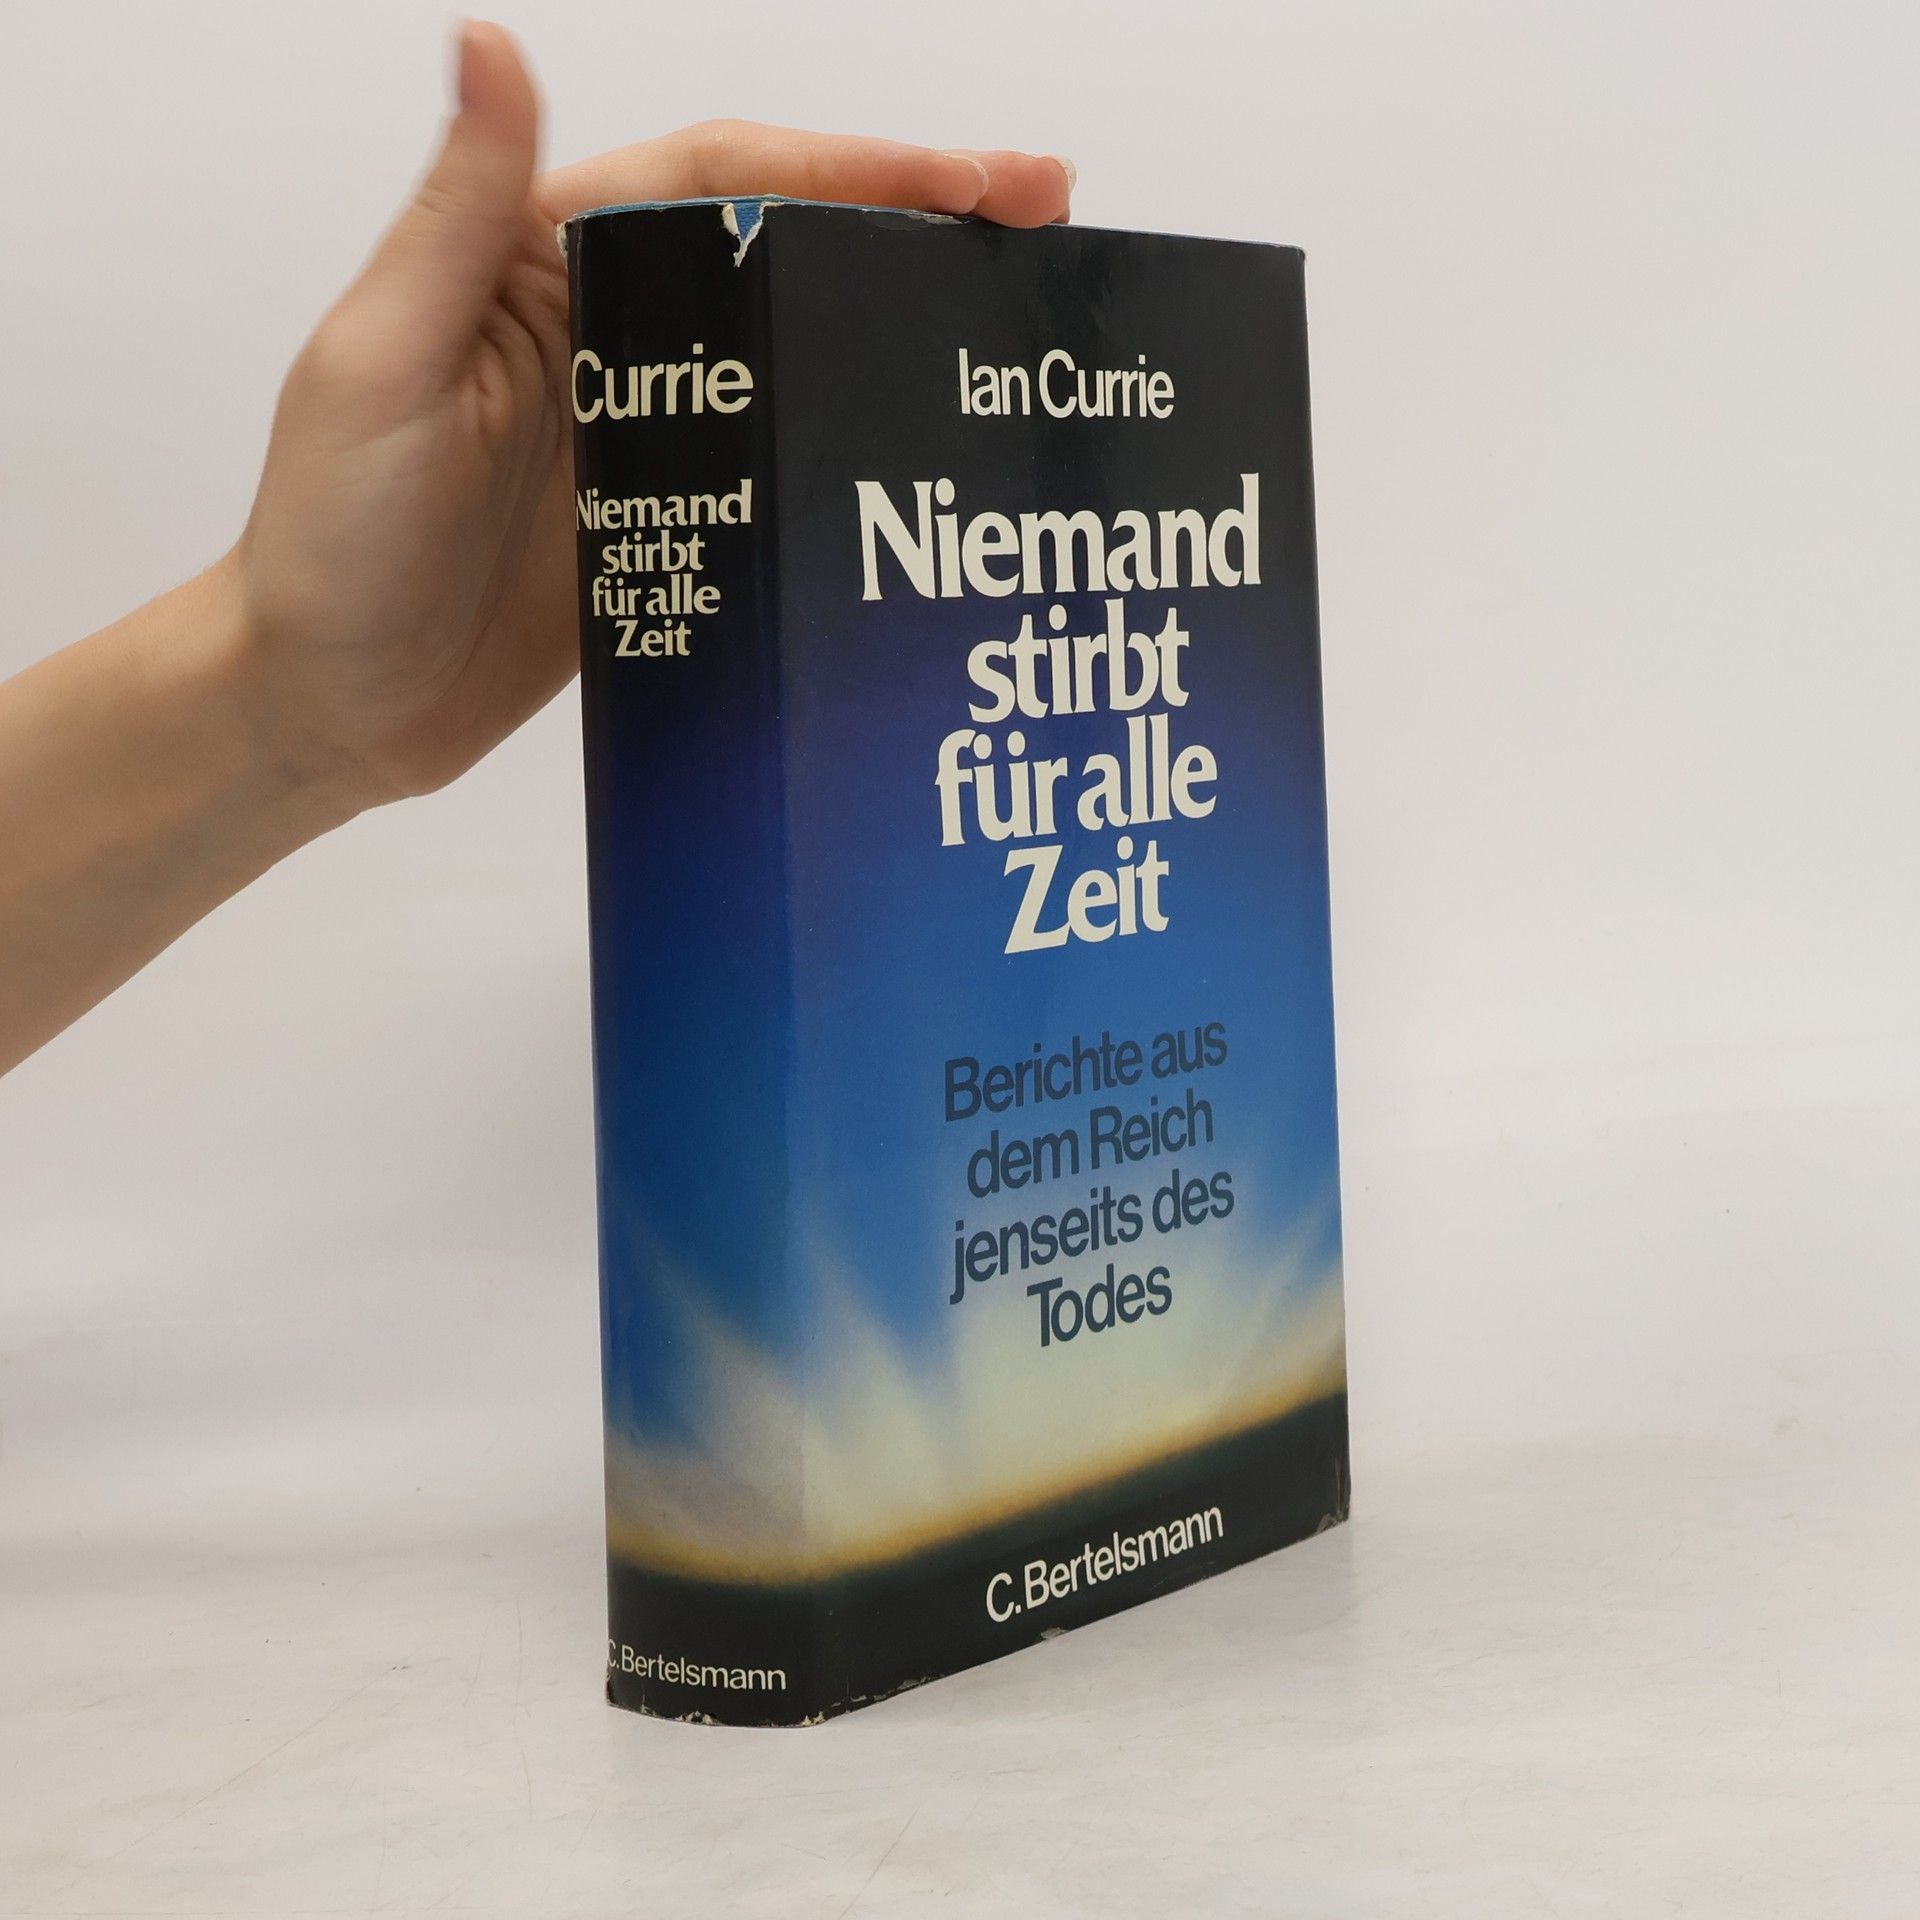 Currie
Niemand
stirbt
für alle
Zeit
C. Bertelsmann
Ian Currie
Niemand
stirbt
für alle
Zeit
Berichte aus
dem Reich
jenseits des
Todes
C. Bertelsmann